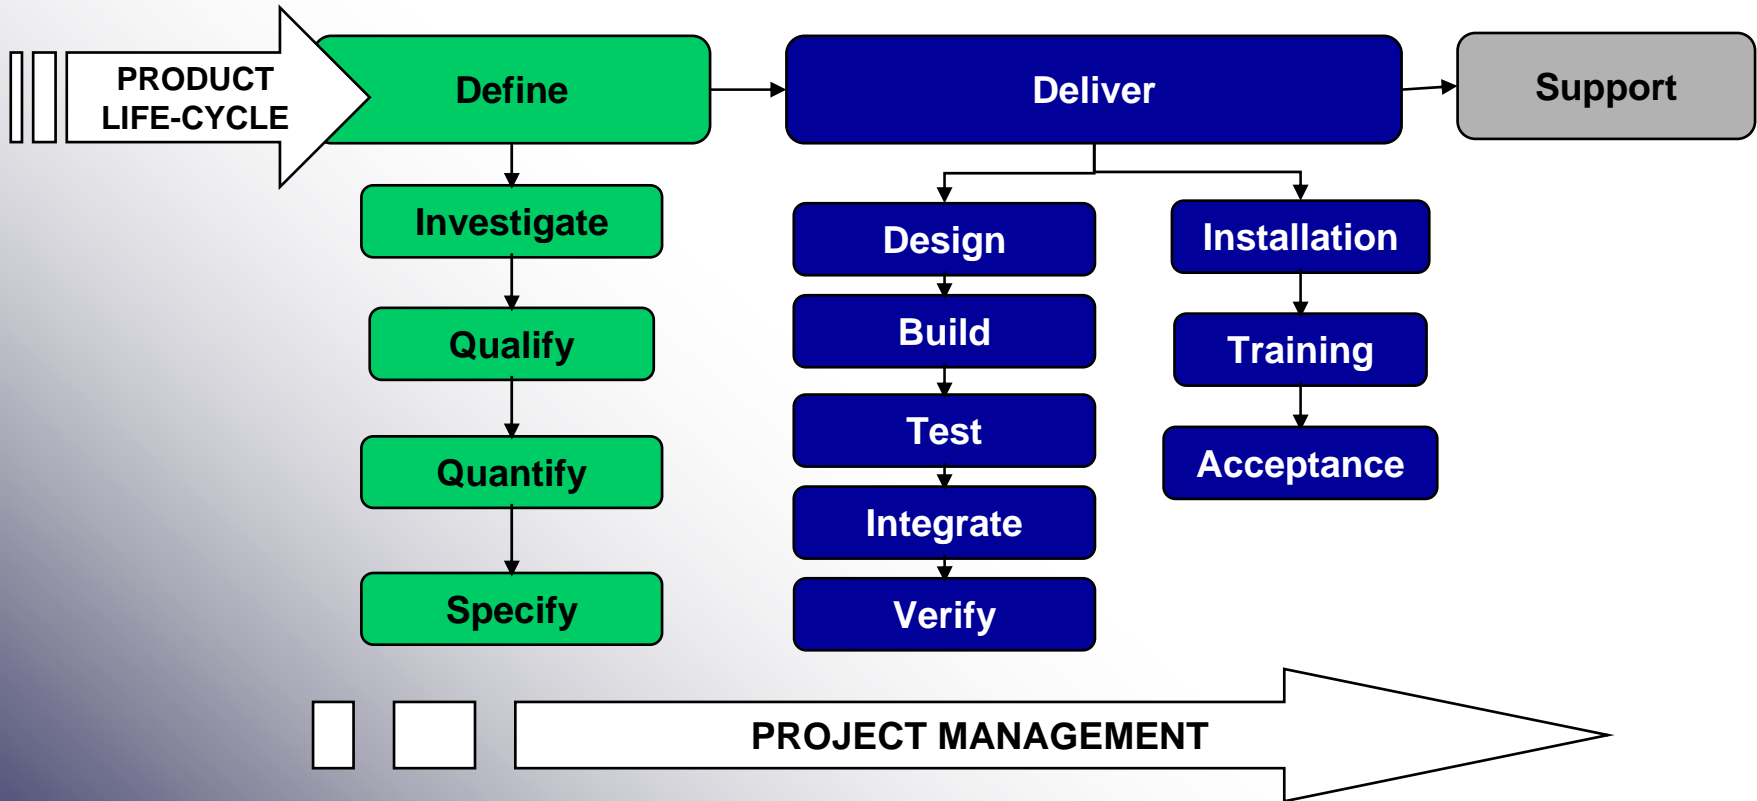 PRODUCT
LIFE-CYCLE
Define
Deliver
Support
Investigate
Qualify
Quantify
Specify
Design
Build
Test
Integrate
Verify
Installation
Training
Acceptance
PROJECT MANAGEMENT